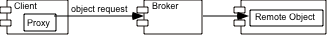 Client
object request
Broker
Proxy
Remote Object